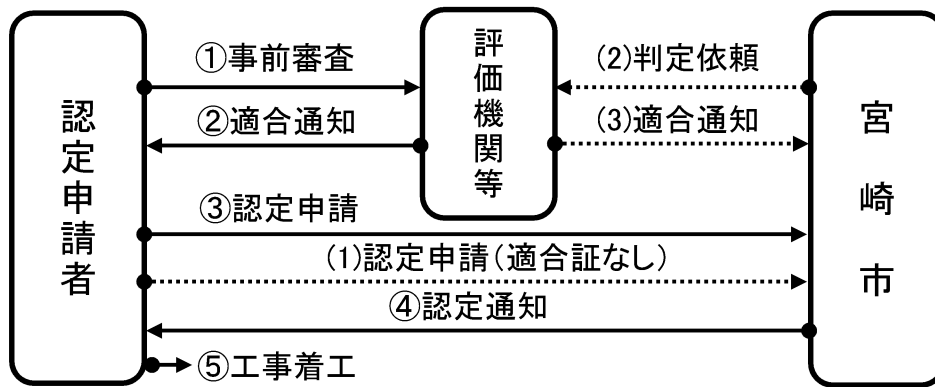 認定申請者
評価機関等
宮崎市
①事前審査
(2)判定依頼
②適合通知
(3)適合通知
③認定申請
(1)認定申請(適合証なし)
④認定通知
⑤工事着工